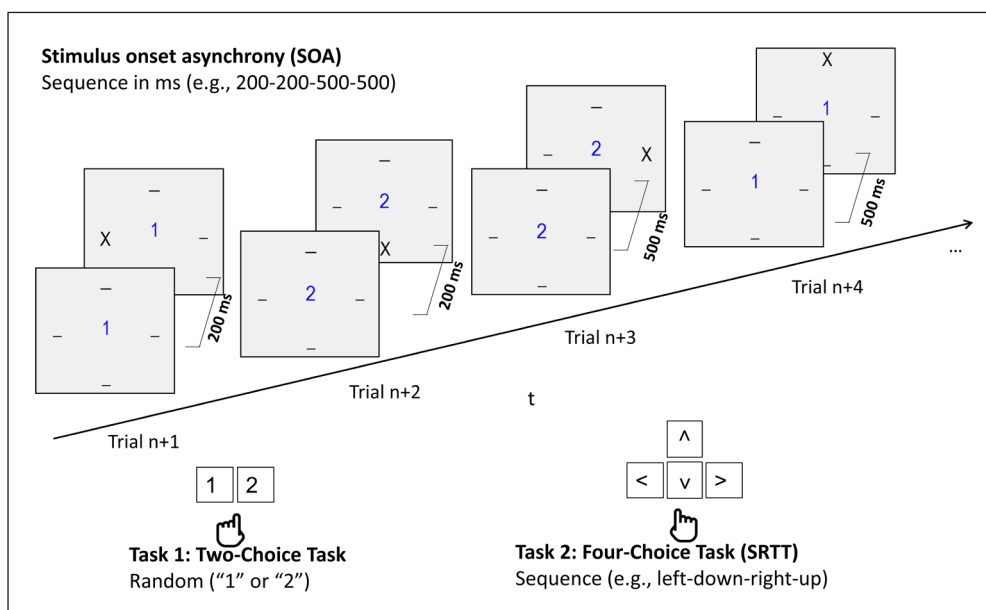 Stimulus onset asynchrony (SOA)
Sequence in ms (e.g., 200-200-500-500)
1
X
1
200 ms
2
X
2
200 ms
2
X
2
500 ms
X
1
1
500 ms
...
Trial n+1
Trial n+2
Trial n+3
Trial n+4
t
1 2
^
< v >
Task 1: Two-Choice Task
Random (“1” or “2”)
Task 2: Four-Choice Task (SRTT)
Sequence (e.g., left-down-right-up)